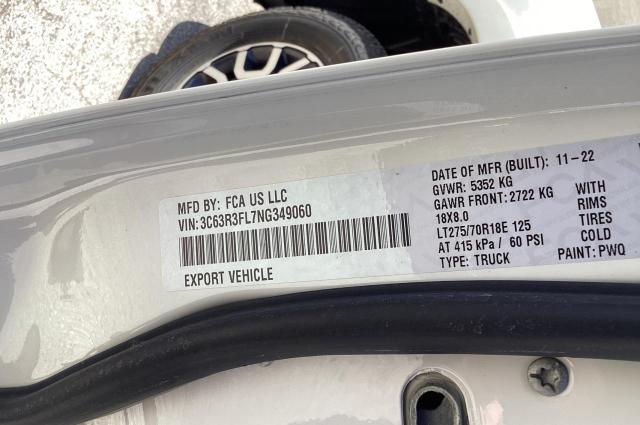 MFD BY: FCA US LLC
VIN: 3C63R3FL7NG349060
EXPORT VEHICLE
DATE OF MFR (BUILT): 11-22
GVWR: 5352 KG
GAWR FRONT: 2722 KG WITH
18X8.0 RIMS
LT275/70R18E 125 TIRES
AT 415 kPa / 60 PSI COLD
TYPE: TRUCK PAINT: PWQ